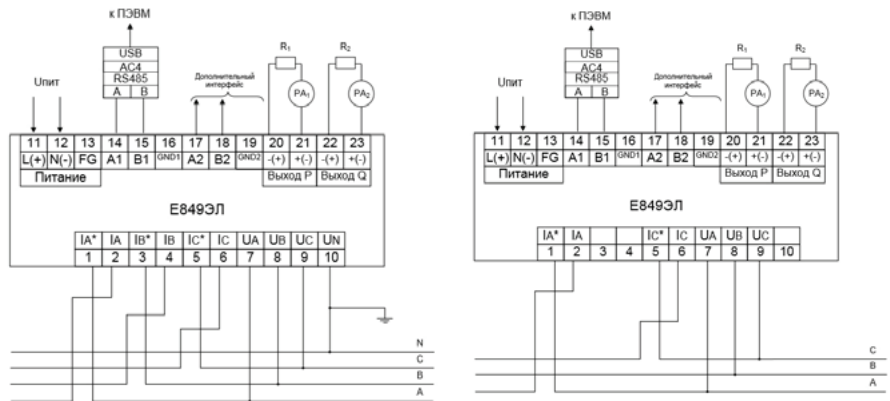 к ПЭВМ
USB
AC4
RS485
A B
Uпит
Дополнительный
интерфейс
R1
R2
PA1
PA2
11 12 13 14 15 16 17 18 19 20 21 22 23
L(+) N(-) FG A1 B1 GND1 A2 B2 GND2 -(+) +(-) -(+) +(-)
Питание
Выход P Выход Q
Е849ЭЛ
IA* IA IB* IB IC* IC UA UB UC UN
1 2 3 4 5 6 7 8 9 10
N
C
B
A
к ПЭВМ
USB
AC4
RS485
A B
Uпит
Дополнительный
интерфейс
R1
R2
PA1
PA2
11 12 13 14 15 16 17 18 19 20 21 22 23
L(+) N(-) FG A1 B1 GND1 A2 B2 GND2 -(+) +(-) -(+) +(-)
Питание
Выход P Выход Q
Е849ЭЛ
IA* IA IC* IC UA UB UC
1 2 3 4 5 6 7 8 9 10
C
B
A